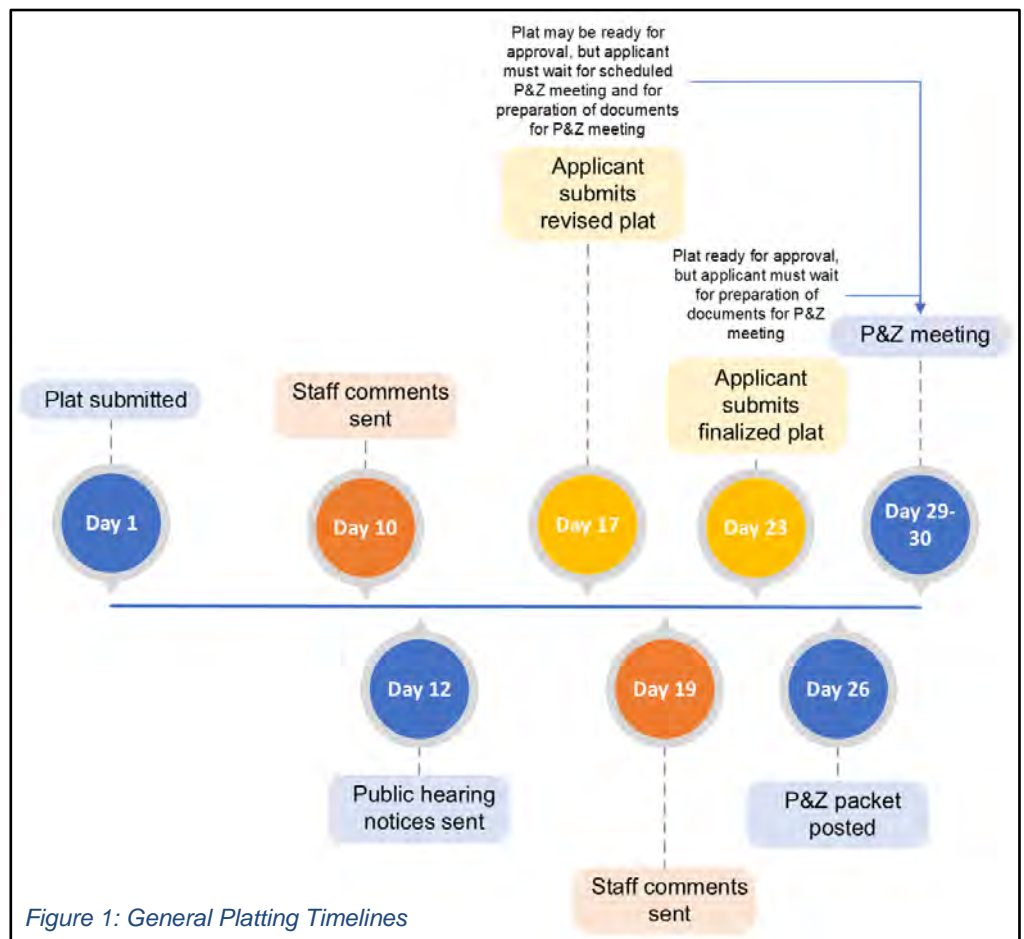 Plat may be ready for
approval, but applicant
must wait for scheduled
P&Z meeting and for
preparation of documents
for P&Z meeting
Applicant
submits
revised plat
Plat ready for approval,
but applicant must wait
for preparation of
documents for P&Z
meeting
P&Z meeting
Plat submitted
Staff comments
sent
Applicant
submits
finalized plat
Day 1
Day 10
Day 17
Day 23
Day 29-
30
Day 12
Day 19
Day 26
Public hearing
notices sent
P&Z packet
posted
Staff comments
sent
Figure 1: General Platting Timelines